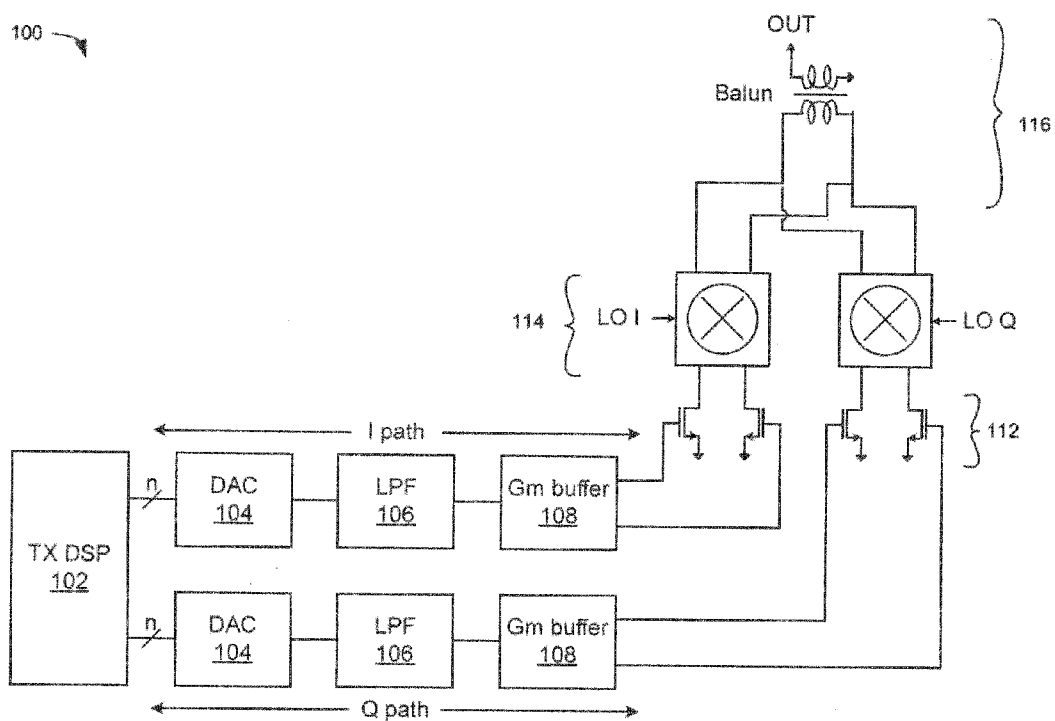 100
OUT
Balun
116
114
LO I
LO Q
112
I path
n
DAC
104
LPF
106
Gm buffer
108
TX DSP
102
n
DAC
104
LPF
106
Gm buffer
108
Q path